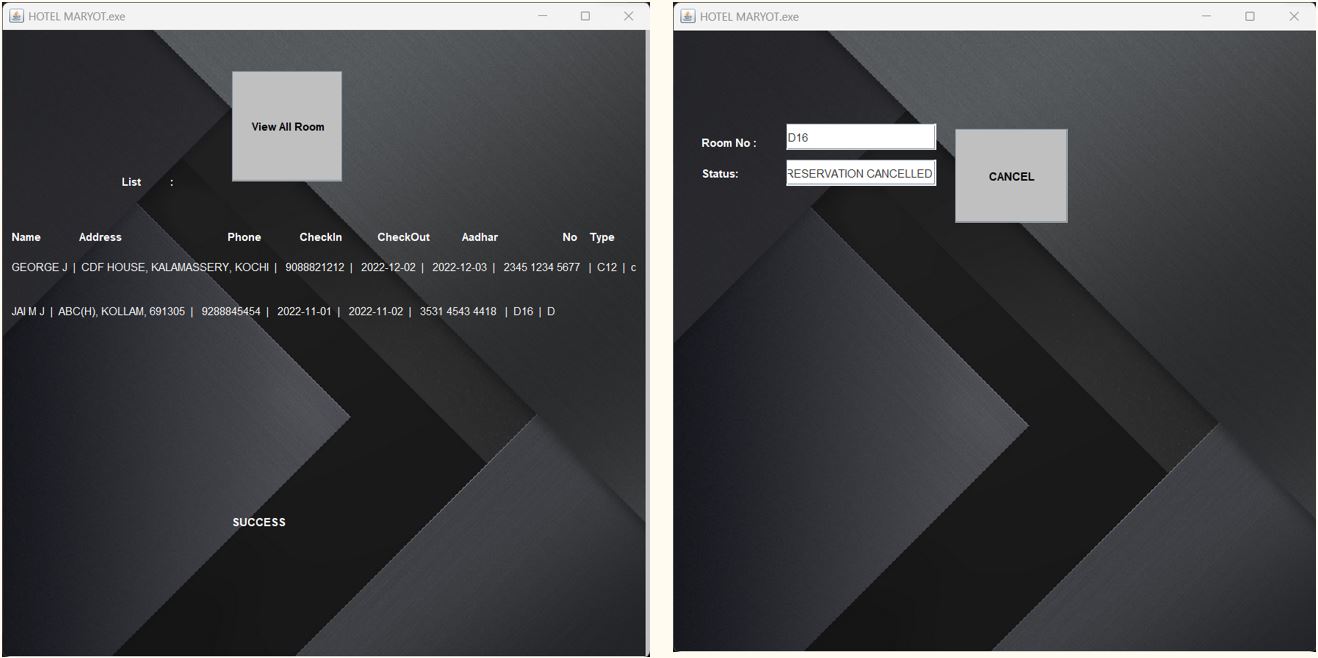 HOTEL MARYOT.exe
View All Room
List :
Name Address Phone CheckIn CheckOut Aadhar No Type
GEORGE J | CDF HOUSE, KALAMASSERY, KOCHI | 9088821212 | 2022-12-02 | 2022-12-03 | 2345 1234 5677 | C12 | c
JAI M J | ABC(H), KOLLAM, 691305 | 9288845454 | 2022-11-01 | 2022-11-02 | 3531 4543 4418 | D16 | D
SUCCESS
HOTEL MARYOT.exe
Room No : D16
Status: RESERVATION CANCELLED
CANCEL